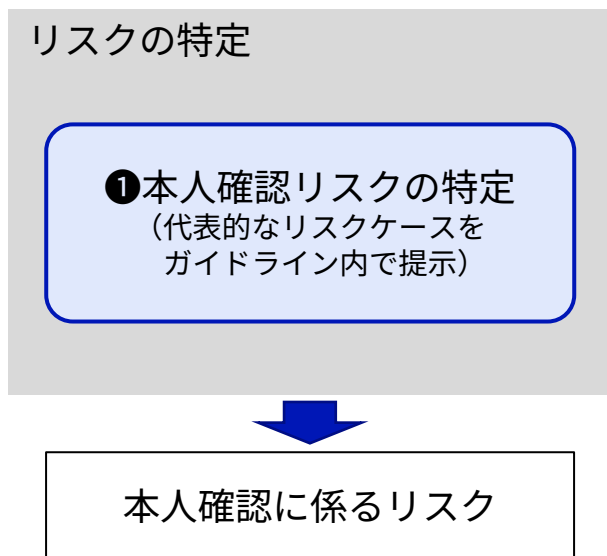 リスクの特定
❶本人確認リスクの特定
（代表的なリスクケースを
ガイドライン内で提示）
本人確認に係るリスク